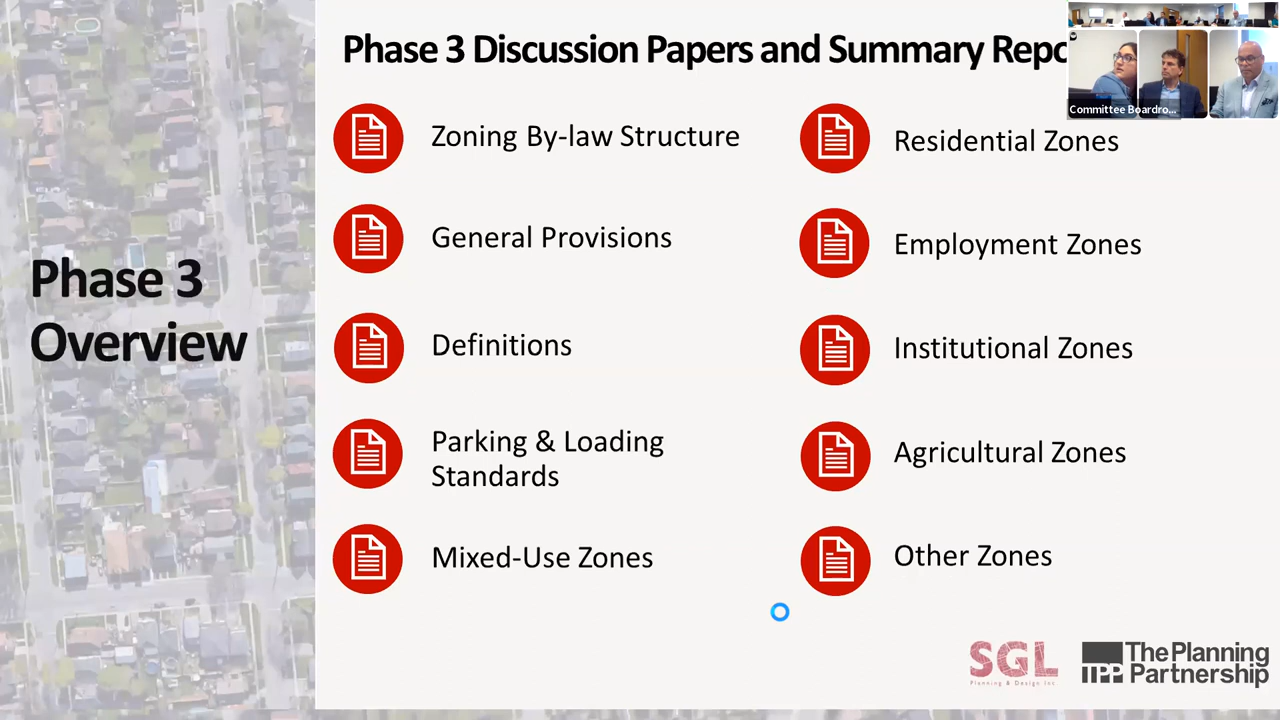 Phase 3 Discussion Papers and Summary Repo
Committee Boardro...
Phase 3
Overview
Zoning By-law Structure
General Provisions
Definitions
Parking & Loading
Standards
Mixed-Use Zones
Residential Zones
Employment Zones
Institutional Zones
Agricultural Zones
Other Zones
SGL
Planning & Design Inc
TPP
The Planning
Partnership